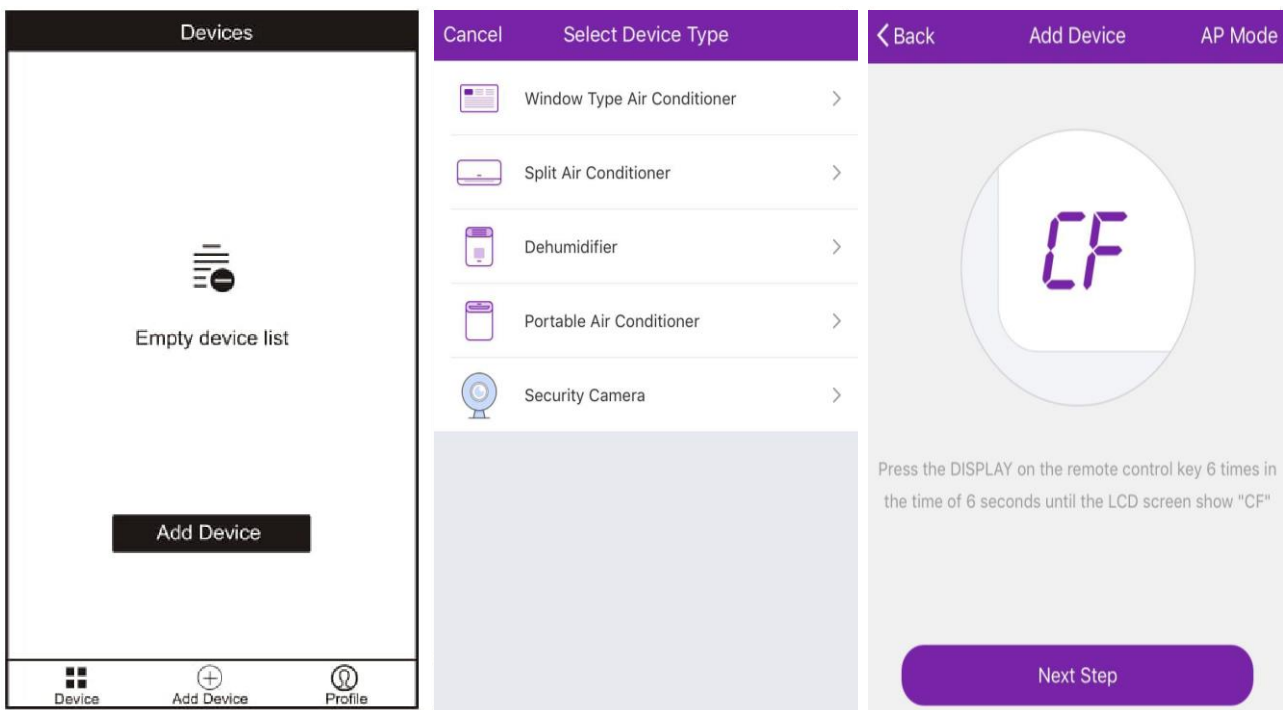 Devices
Empty device list
Add Device
Device
Add Device
Profile
Cancel
Select Device Type
Window Type Air Conditioner
Split Air Conditioner
Dehumidifier
Portable Air Conditioner
Security Camera
Back
Add Device
AP Mode
CF
Press the DISPLAY on the remote control key 6 times in
the time of 6 seconds until the LCD screen show "CF"
Next Step